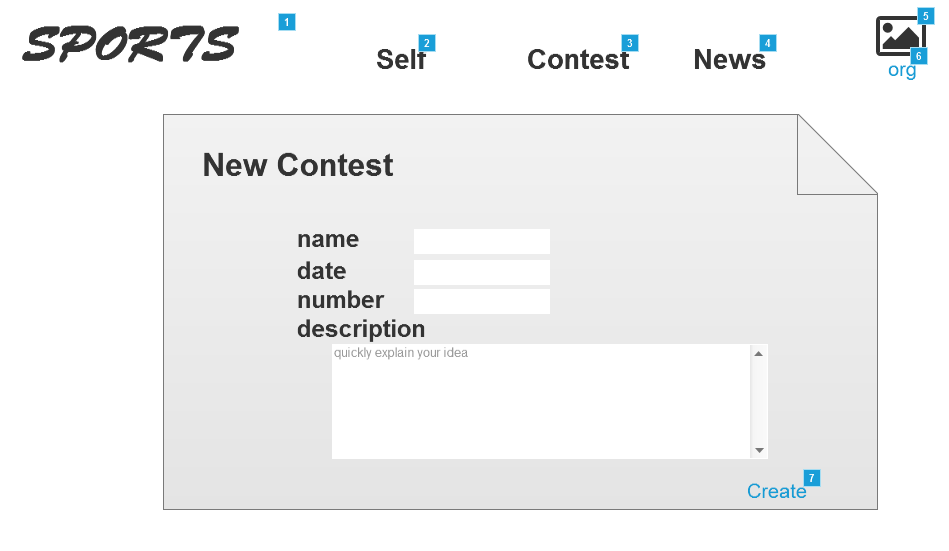 SPORTS
1
Self 2
Contest 3
News 4
5
6
org
New Contest
name
date
number
description
quickly explain your idea
Create 7